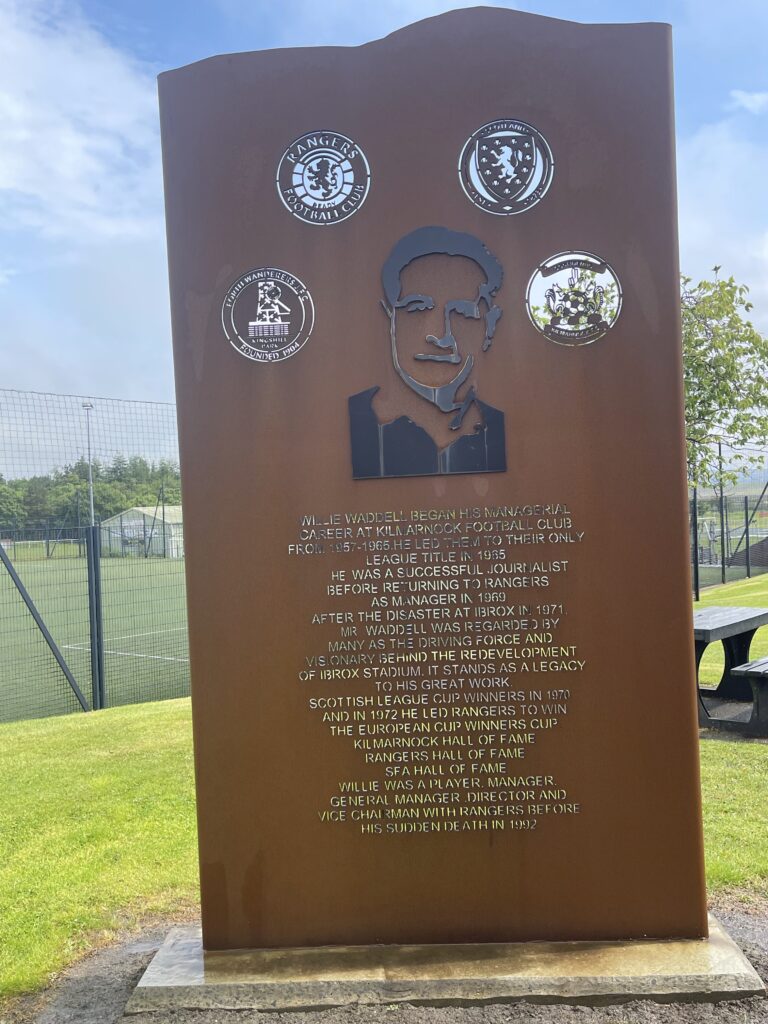 RANGERS
READY
FOOTBALL CLUB
FORTH WANDERERS F.C
KINGSHILL
PARK
FOUNDED 1904
WILLIE WADDELL BEGAN HIS MANAGERIAL
CAREER AT KILMARNOCK FOOTBALL CLUB
FROM 1957-1965.HE LED THEM TO THEIR ONLY
LEAGUE TITLE IN 1965
HE WAS A SUCCESSFUL JOURNALIST
BEFORE RETURNING TO RANGERS
AS MANAGER IN 1969
AFTER THE DISASTER AT IBROX IN 1971.
MR. WADDELL WAS REGARDED BY
MANY AS THE DRIVING FORCE AND
VISIONARY BEHIND THE REDEVELOPMENT
OF IBROX STADIUM. IT STANDS AS A LEGACY
TO HIS GREAT WORK.
SCOTTISH LEAGUE CUP WINNERS IN 1970
AND IN 1972 HE LED RANGERS TO WIN
THE EUROPEAN CUP WINNERS CUP
KILMARNOCK HALL OF FAME
RANGERS HALL OF FAME
SFA HALL OF FAME
WILLIE WAS A PLAYER, MANAGER,
GENERAL MANAGER ,DIRECTOR AND
VICE CHAIRMAN WITH RANGERS BEFORE
HIS SUDDEN DEATH IN 1992